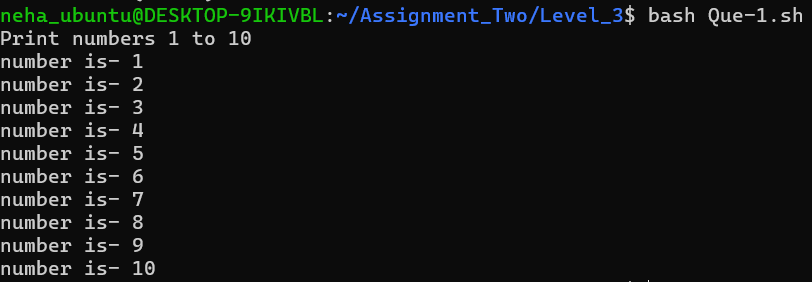 neha_ubuntu@DESKTOP-9IKIVBL:~/Assignment_Two/Level_3$ bash Que-1.sh
Print numbers 1 to 10
number is- 1
number is- 2
number is- 3
number is- 4
number is- 5
number is- 6
number is- 7
number is- 8
number is- 9
number is- 10